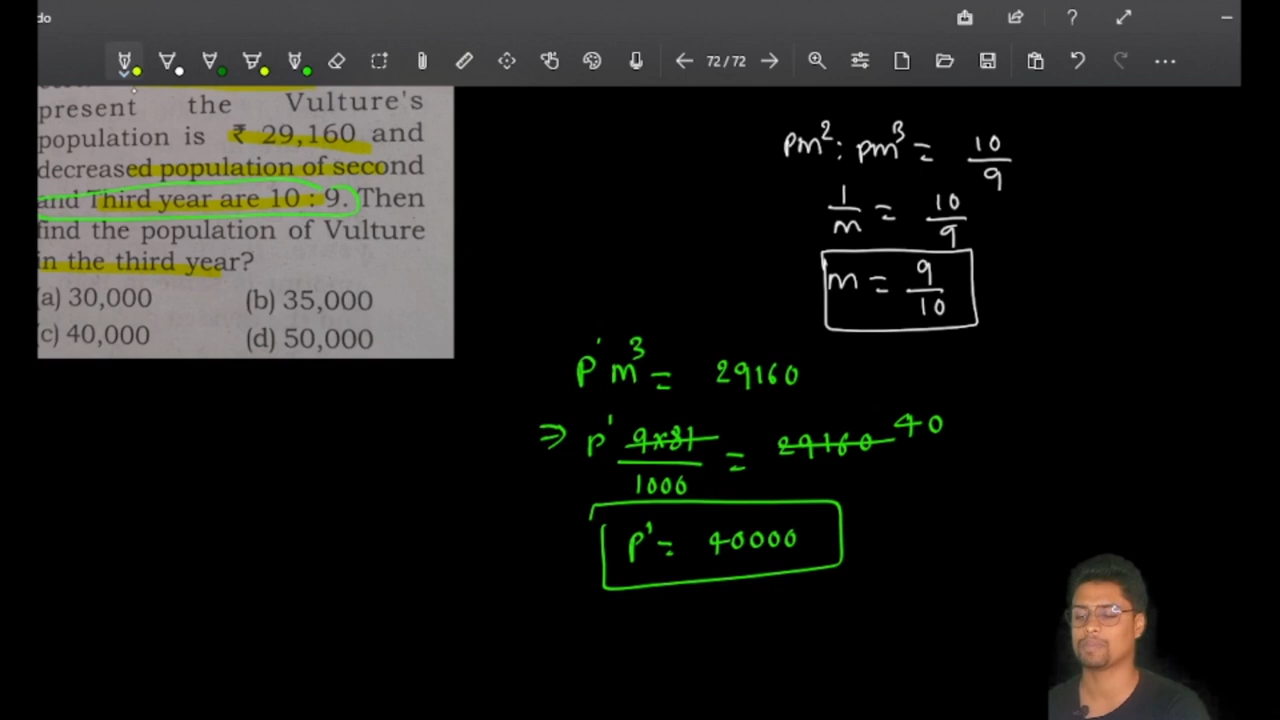 do
72/72
present the Vulture's
population is ₹ 29,160 and
decreased population of second
and Third year are 10 : 9. Then
find the population of Vulture
in the third year?
(a) 30,000 (b) 35,000
(c) 40,000 (d) 50,000
pm²: pm³ = 10/9
1/m = 10/9
m = 9/10
P' m³ = 29160
⇒ P' 9×81/1000 = 29160 40
P' = 40000